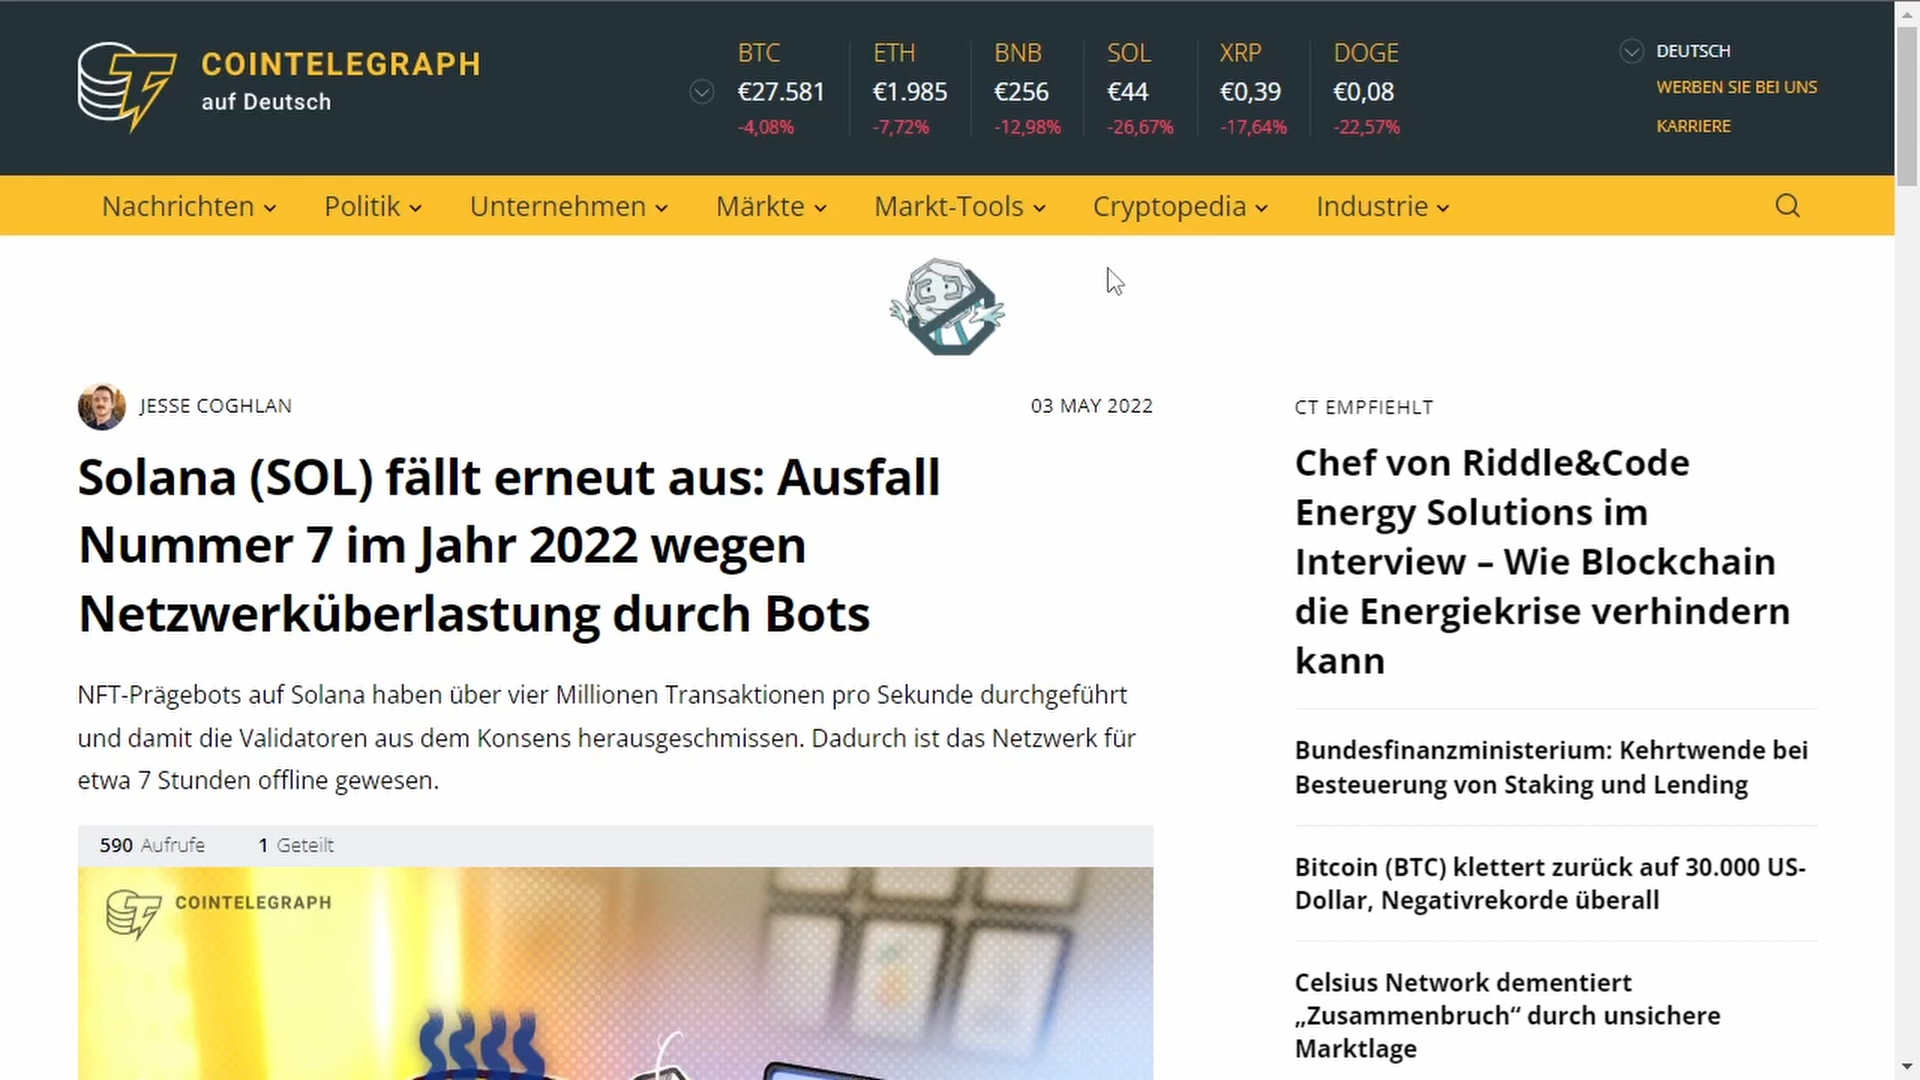 COINTELEGRAPH
auf Deutsch
BTC
€27.581
-4,08%
ETH
€1.985
-7,72%
BNB
€256
-12,98%
SOL
€44
-26,67%
XRP
€0,39
-17,64%
DOGE
€0,08
-22,57%
DEUTSCH
WERBEN SIE BEI UNS
KARRIERE
Nachrichten
Politik
Unternehmen
Märkte
Markt-Tools
Cryptopedia
Industrie
JESSE COGHLAN
03 MAY 2022
Solana (SOL) fällt erneut aus: Ausfall
Nummer 7 im Jahr 2022 wegen
Netzwerküberlastung durch Bots
NFT-Prägebots auf Solana haben über vier Millionen Transaktionen pro Sekunde durchgeführt
und damit die Validatoren aus dem Konsens herausgeschmissen. Dadurch ist das Netzwerk für
etwa 7 Stunden offline gewesen.
590 Aufrufe
1 Geteilt
COINTELEGRAPH
CT EMPFIEHLT
Chef von Riddle&Code
Energy Solutions im
Interview – Wie Blockchain
die Energiekrise verhindern
kann
Bundesfinanzministerium: Kehrtwende bei
Besteuerung von Staking und Lending
Bitcoin (BTC) klettert zurück auf 30.000 US-
Dollar, Negativrekorde überall
Celsius Network dementiert
„Zusammenbruch“ durch unsichere
Marktlage